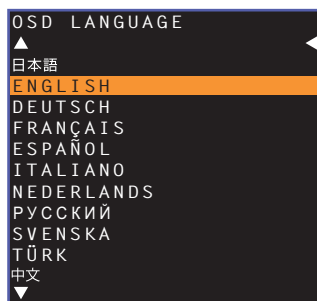 OSD LANGUAGE
日本語
ENGLISH
DEUTSCH
FRANÇAIS
ESPAÑOL
ITALIANO
NEDERLANDS
РУССКИЙ
SVENSKA
TÜRK
中文